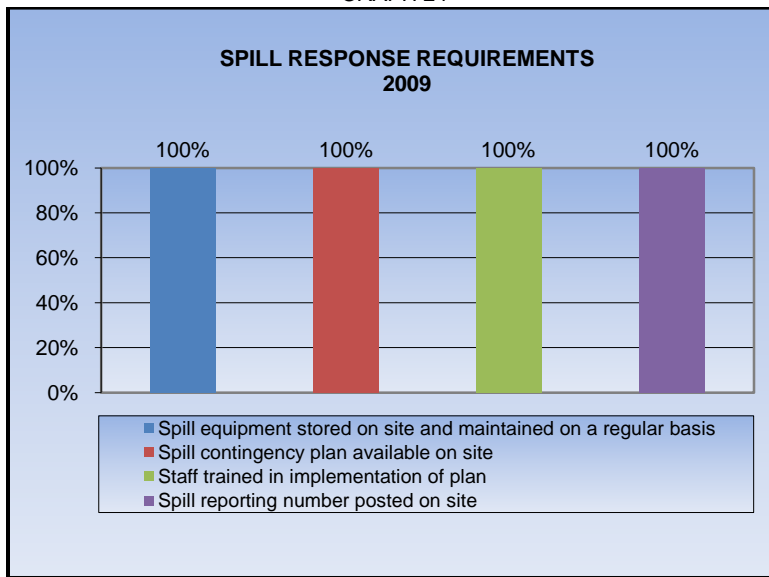 SPILL RESPONSE REQUIREMENTS
2009
100% 100% 100% 100%
100%
80%
60%
40%
20%
0%
Spill equipment stored on site and maintained on a regular basis
Spill contingency plan available on site
Staff trained in implementation of plan
Spill reporting number posted on site